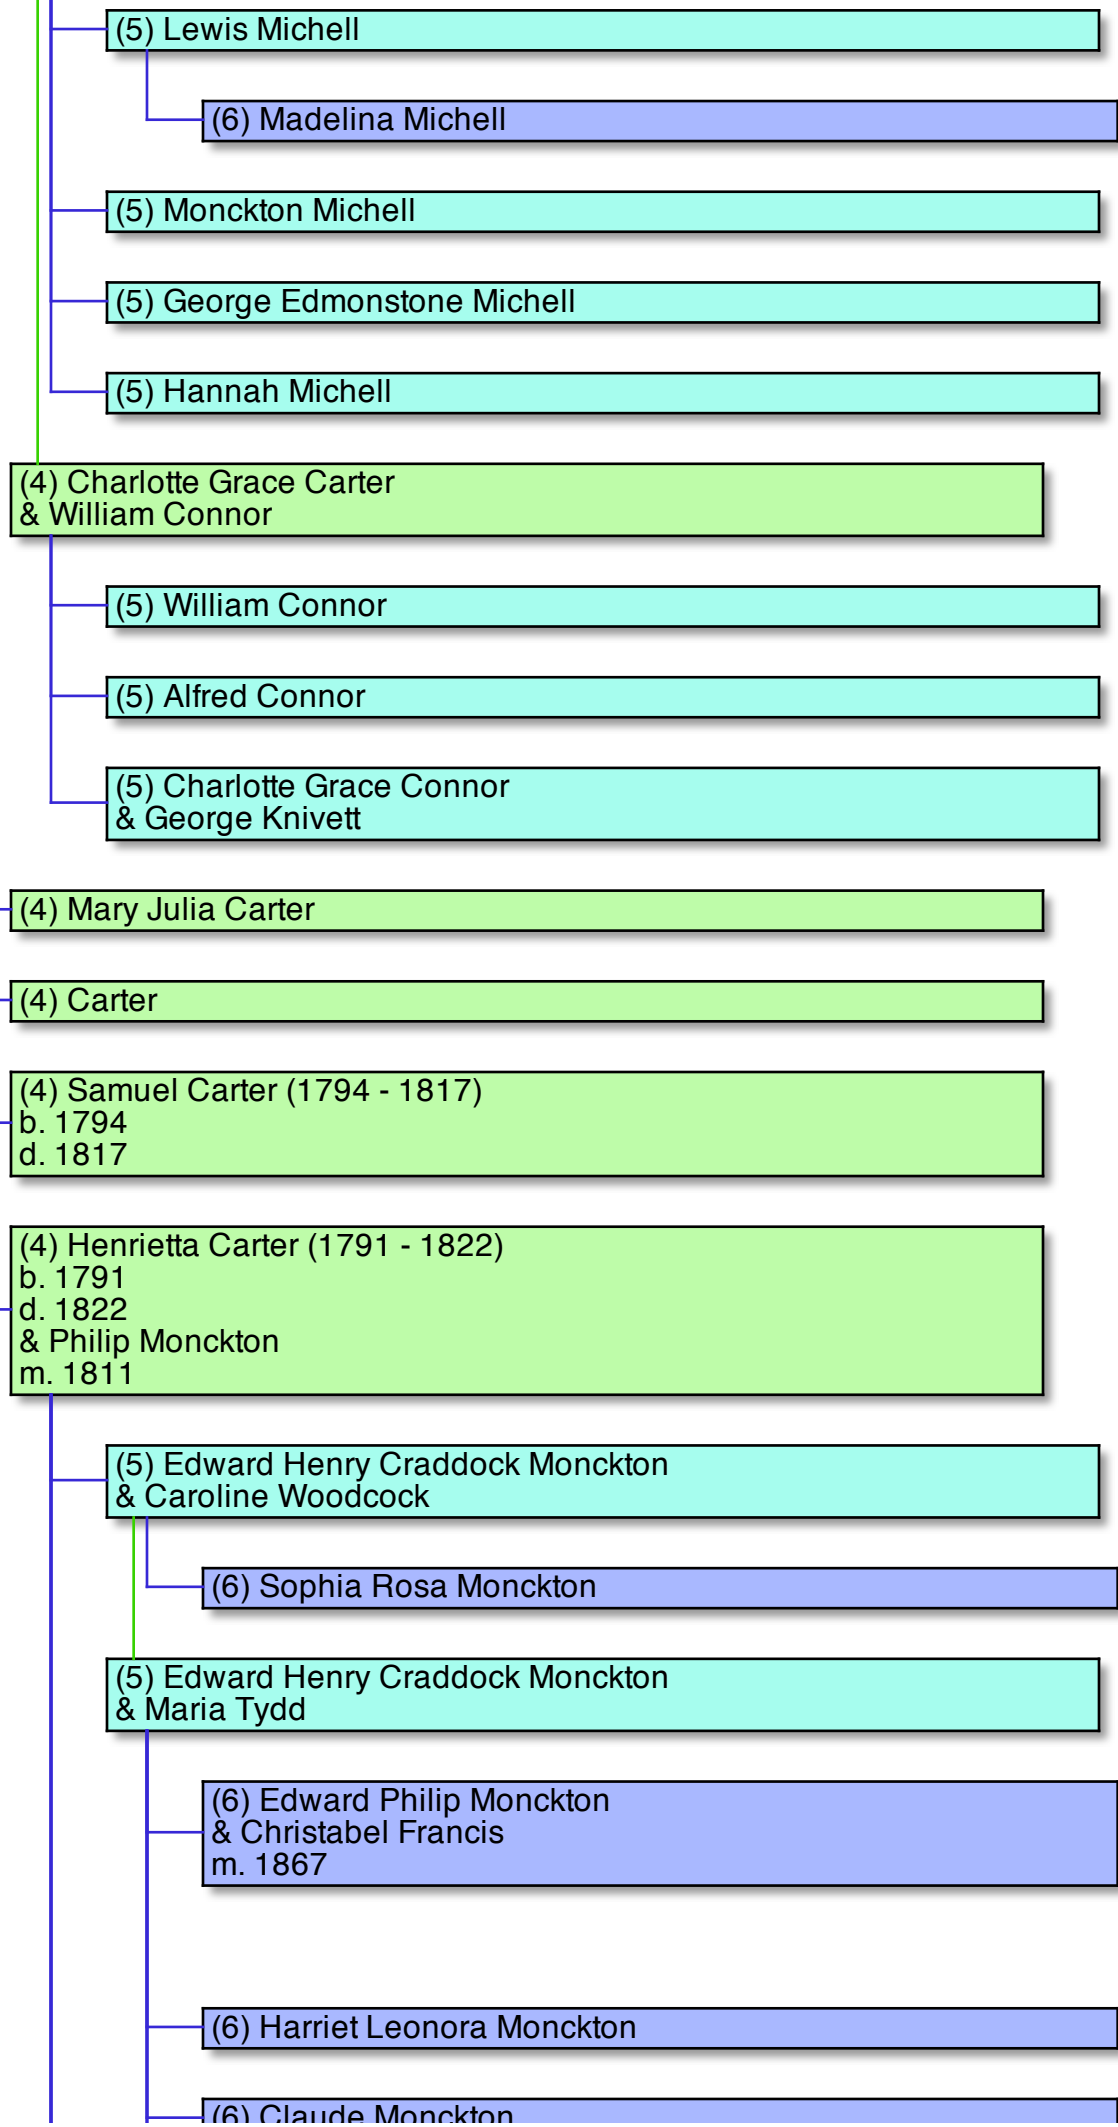 (5) Lewis Michell
(6) Madelina Michell
(5) Monckton Michell
(5) George Edmonstone Michell
(5) Hannah Michell
(4) Charlotte Grace Carter
& William Connor
(5) William Connor
(5) Alfred Connor
(5) Charlotte Grace Connor
& George Knivett
(4) Mary Julia Carter
(4) Carter
(4) Samuel Carter (1794 - 1817)
b. 1794
d. 1817
(4) Henrietta Carter (1791 - 1822)
b. 1791
d. 1822
& Philip Monckton
m. 1811
(5) Edward Henry Craddock Monckton
& Caroline Woodcock
(6) Sophia Rosa Monckton
(5) Edward Henry Craddock Monckton
& Maria Tydd
(6) Edward Philip Monckton
& Christabel Francis
m. 1867
(6) Harriet Leonora Monckton
(6) Claude Monckton